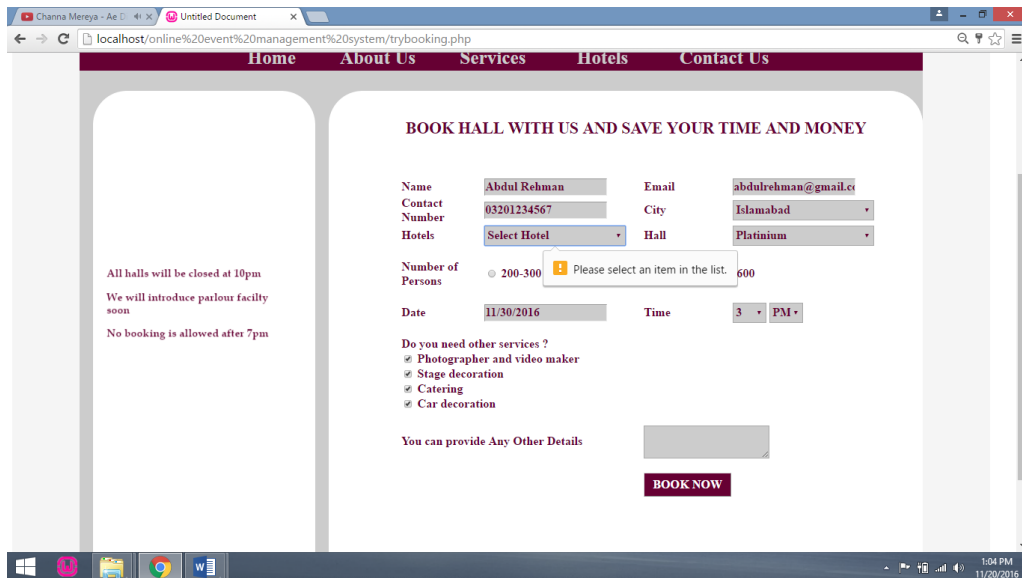 Channa Mereya - Ae D
Untitled Document
localhost/online%20event%20management%20system/trybooking.php
Home About Us Services Hotels Contact Us
BOOK HALL WITH US AND SAVE YOUR TIME AND MONEY
Name Abdul Rehman Email abdulrehman@gmail.co
Contact Number 03201234567 City Islamabad
Hotels Select Hotel Hall Platinium
Please select an item in the list.
Number of Persons 200-300 600
Date 11/30/2016 Time 3 PM
Do you need other services ?
Photographer and video maker
Stage decoration
Catering
Car decoration
You can provide Any Other Details
BOOK NOW
All halls will be closed at 10pm
We will introduce parlour facilty
soon
No booking is allowed after 7pm
1:04 PM
11/20/2016